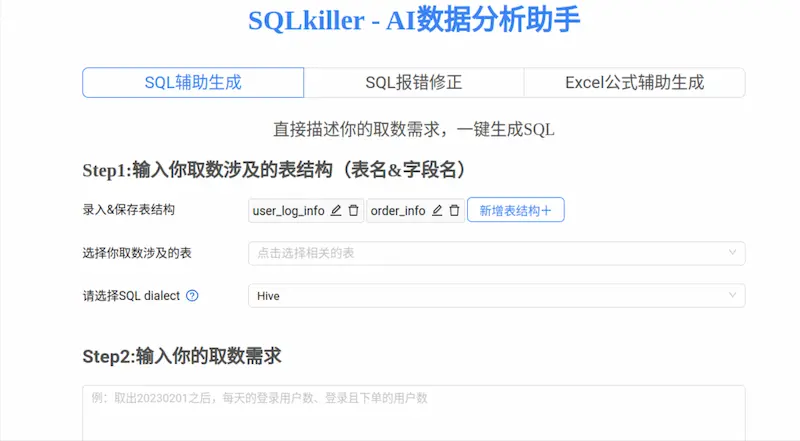 SQLkiller - AI数据分析助手
SQL辅助生成 SQL报错修正 Excel公式辅助生成
直接描述你的取数需求，一键生成SQL
Step1:输入你取数涉及的表结构（表名&字段名）
录入&保存表结构 user_log_info order_info 新增表结构＋
选择你取数涉及的表 点击选择相关的表
请选择SQL dialect ? Hive
Step2:输入你的取数需求
例：取出20230201之后，每天的登录用户数、登录且下单的用户数